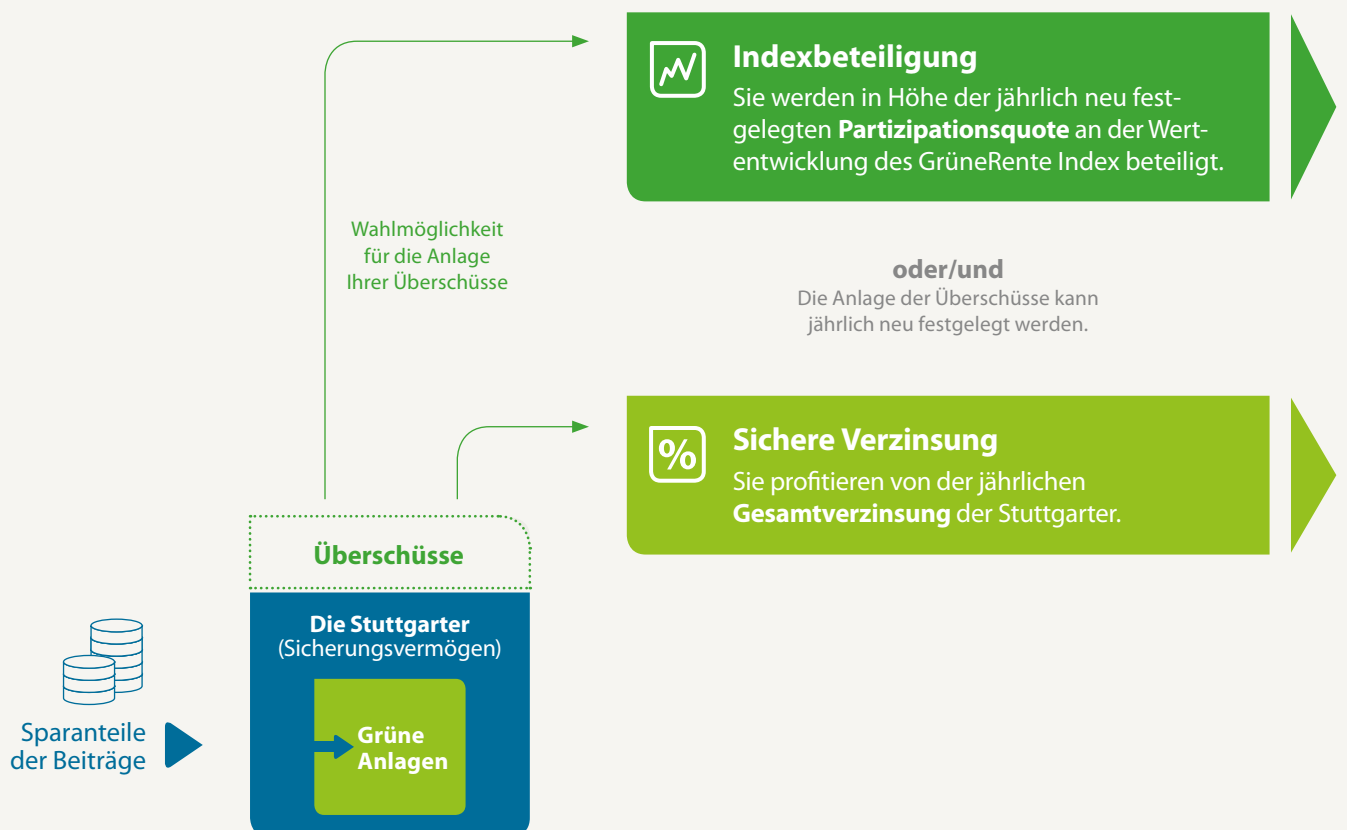 Indexbeteiligung
Sie werden in Höhe der jährlich neu fest-
gelegten Partizipationsquote an der Wert-
entwicklung des GrüneRente Index beteiligt.
Wahlmöglichkeit
für die Anlage
Ihrer Überschüsse
oder/und
Die Anlage der Überschüsse kann
jährlich neu festgelegt werden.
%
Sichere Verzinsung
Sie profitieren von der jährlichen
Gesamtverzinsung der Stuttgarter.
Überschüsse
Die Stuttgarter
(Sicherungsvermögen)
Sparanteile
der Beiträge
Grüne
Anlagen